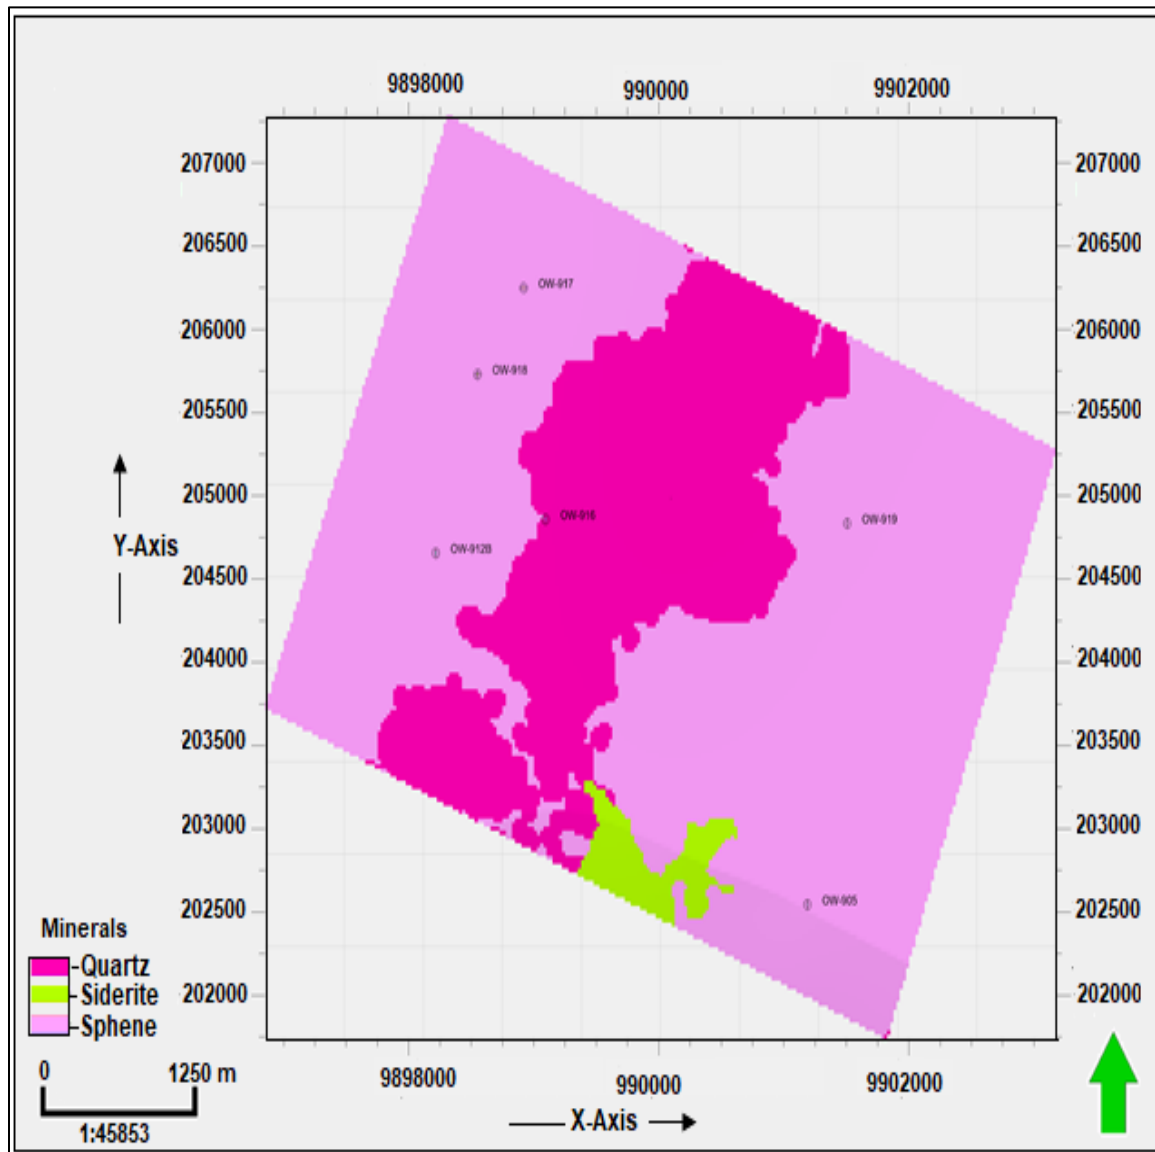 9898000 990000 9902000
207000 207000
206500 206500
OW-917
206000 206000
OW-918
205500 205500
205000 205000
OW-916 OW-919
Y-Axis
OW-912B
204500 204500
204000 204000
203500 203500
203000 203000
OW-905
202500 202500
Minerals
Quartz
Siderite
Sphene
202000 202000
0 1250 m
1:45853
9898000 990000 9902000
X-Axis